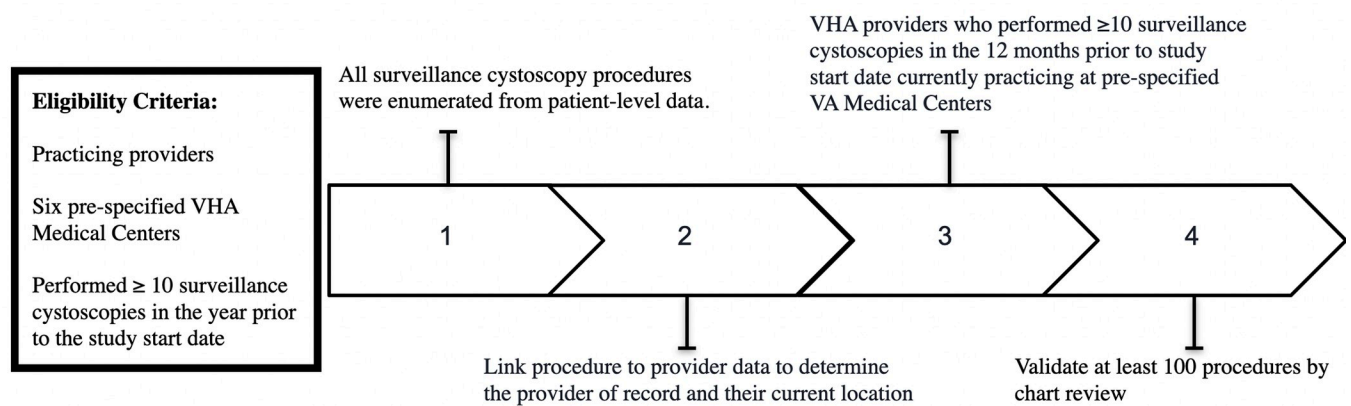 Eligibility Criteria:
Practicing providers
Six pre-specified VHA
Medical Centers
Performed ≥ 10 surveillance
cystoscopies in the year prior
to the study start date
All surveillance cystoscopy procedures
were enumerated from patient-level data.
VHA providers who performed ≥10 surveillance
cystoscopies in the 12 months prior to study
start date currently practicing at pre-specified
VA Medical Centers
1
2
3
4
Link procedure to provider data to determine
the provider of record and their current location
Validate at least 100 procedures by
chart review